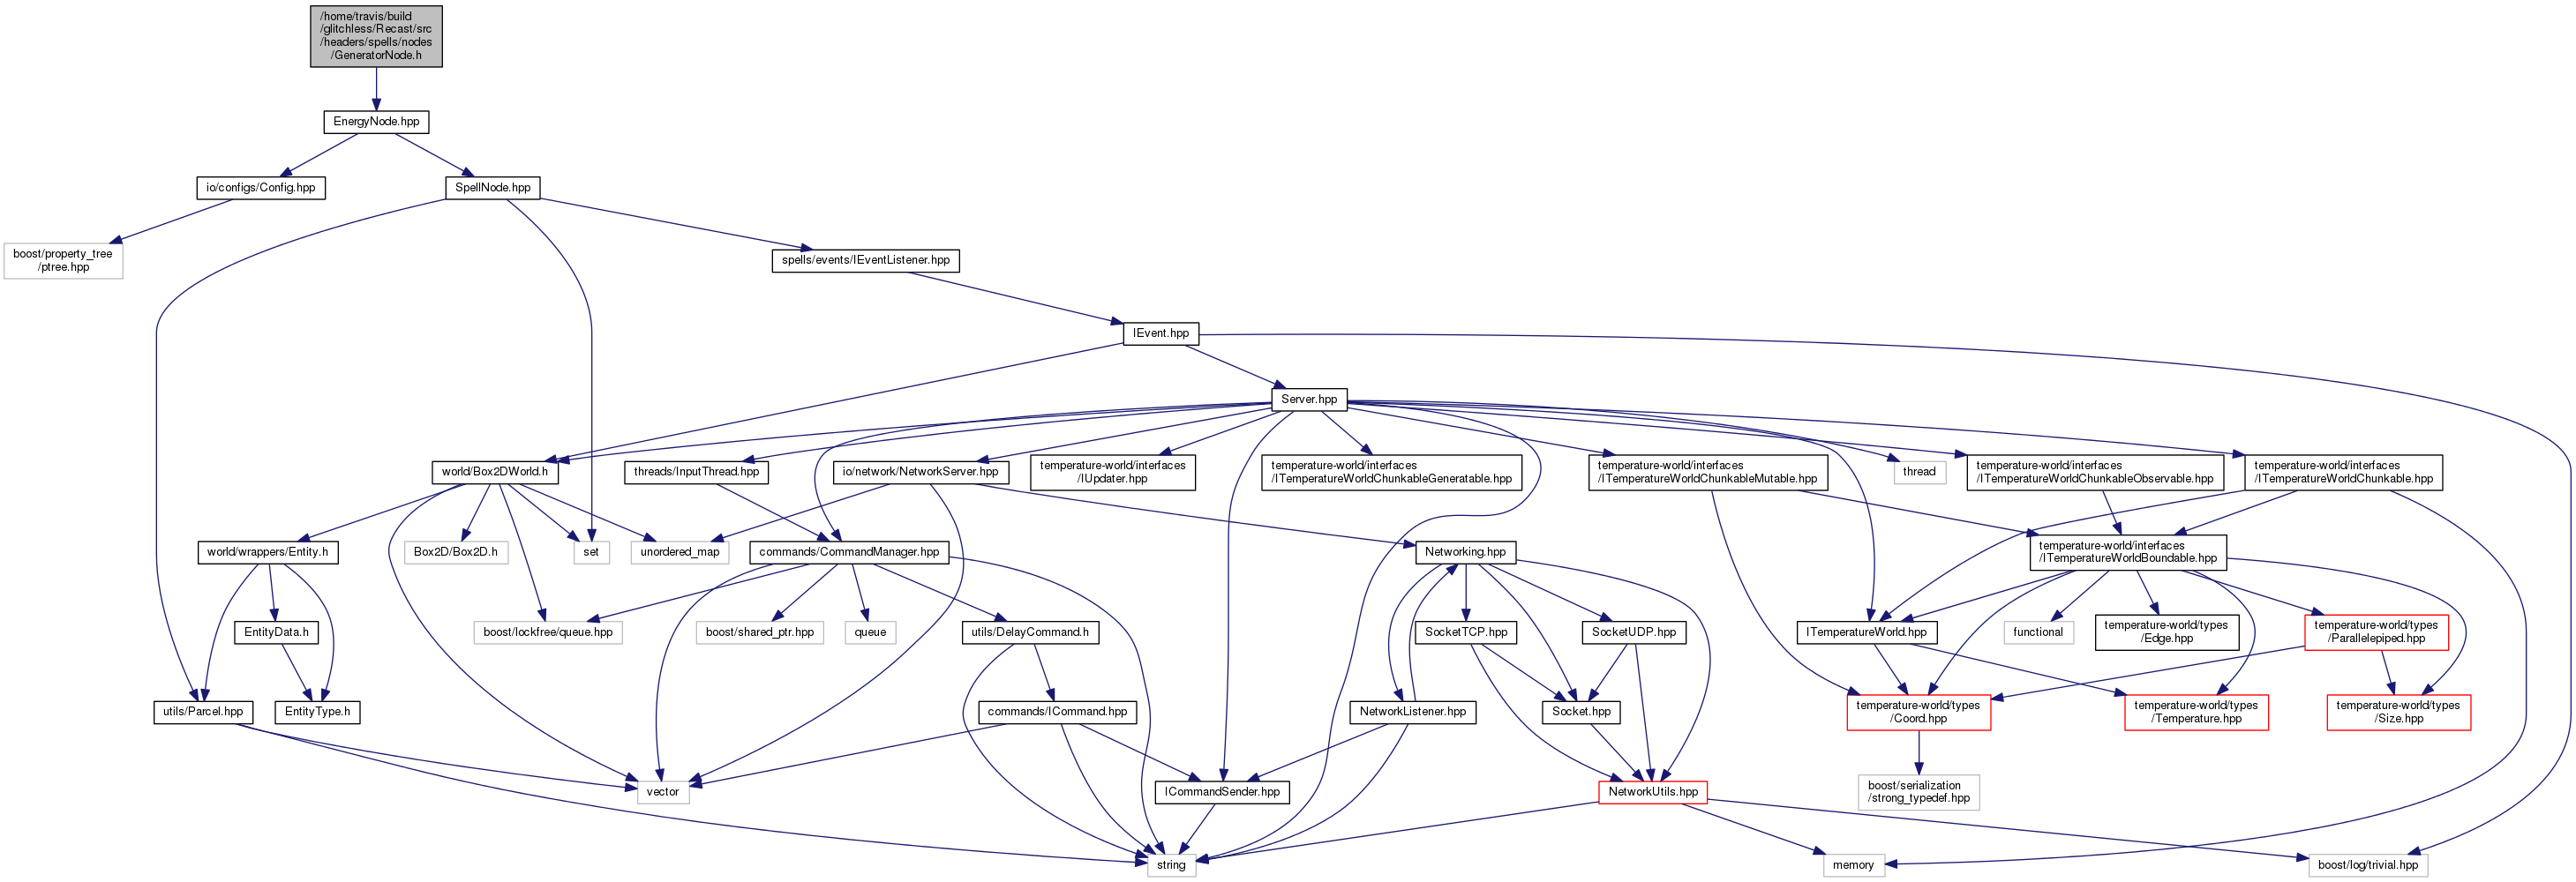 /home/travis/build
/glitchless/Recast/src
/headers/spells/nodes
/GeneratorNode.h
EnergyNode.hpp
io/configs/Config.hpp
SpellNode.hpp
boost/property_tree
/ptree.hpp
spells/events/IEventListener.hpp
IEvent.hpp
Server.hpp
world/Box2DWorld.h
threads/InputThread.hpp
io/network/NetworkServer.hpp
temperature-world/interfaces
/IUpdater.hpp
temperature-world/interfaces
/ITemperatureWorldChunkableGeneratable.hpp
temperature-world/interfaces
/ITemperatureWorldChunkableMutable.hpp
thread
temperature-world/interfaces
/ITemperatureWorldChunkableObservable.hpp
temperature-world/interfaces
/ITemperatureWorldChunkable.hpp
world/wrappers/Entity.h
Box2D/Box2D.h
set
unordered_map
commands/CommandManager.hpp
Networking.hpp
temperature-world/interfaces
/ITemperatureWorldBoundable.hpp
EntityData.h
boost/lockfree/queue.hpp
boost/shared_ptr.hpp
queue
utils/DelayCommand.h
SocketTCP.hpp
SocketUDP.hpp
ITemperatureWorld.hpp
functional
temperature-world/types
/Edge.hpp
temperature-world/types
/Parallelepiped.hpp
utils/Parcel.hpp
EntityType.h
commands/ICommand.hpp
NetworkListener.hpp
Socket.hpp
temperature-world/types
/Coord.hpp
temperature-world/types
/Temperature.hpp
temperature-world/types
/Size.hpp
vector
ICommandSender.hpp
NetworkUtils.hpp
boost/serialization
/strong_typedef.hpp
string
memory
boost/log/trivial.hpp